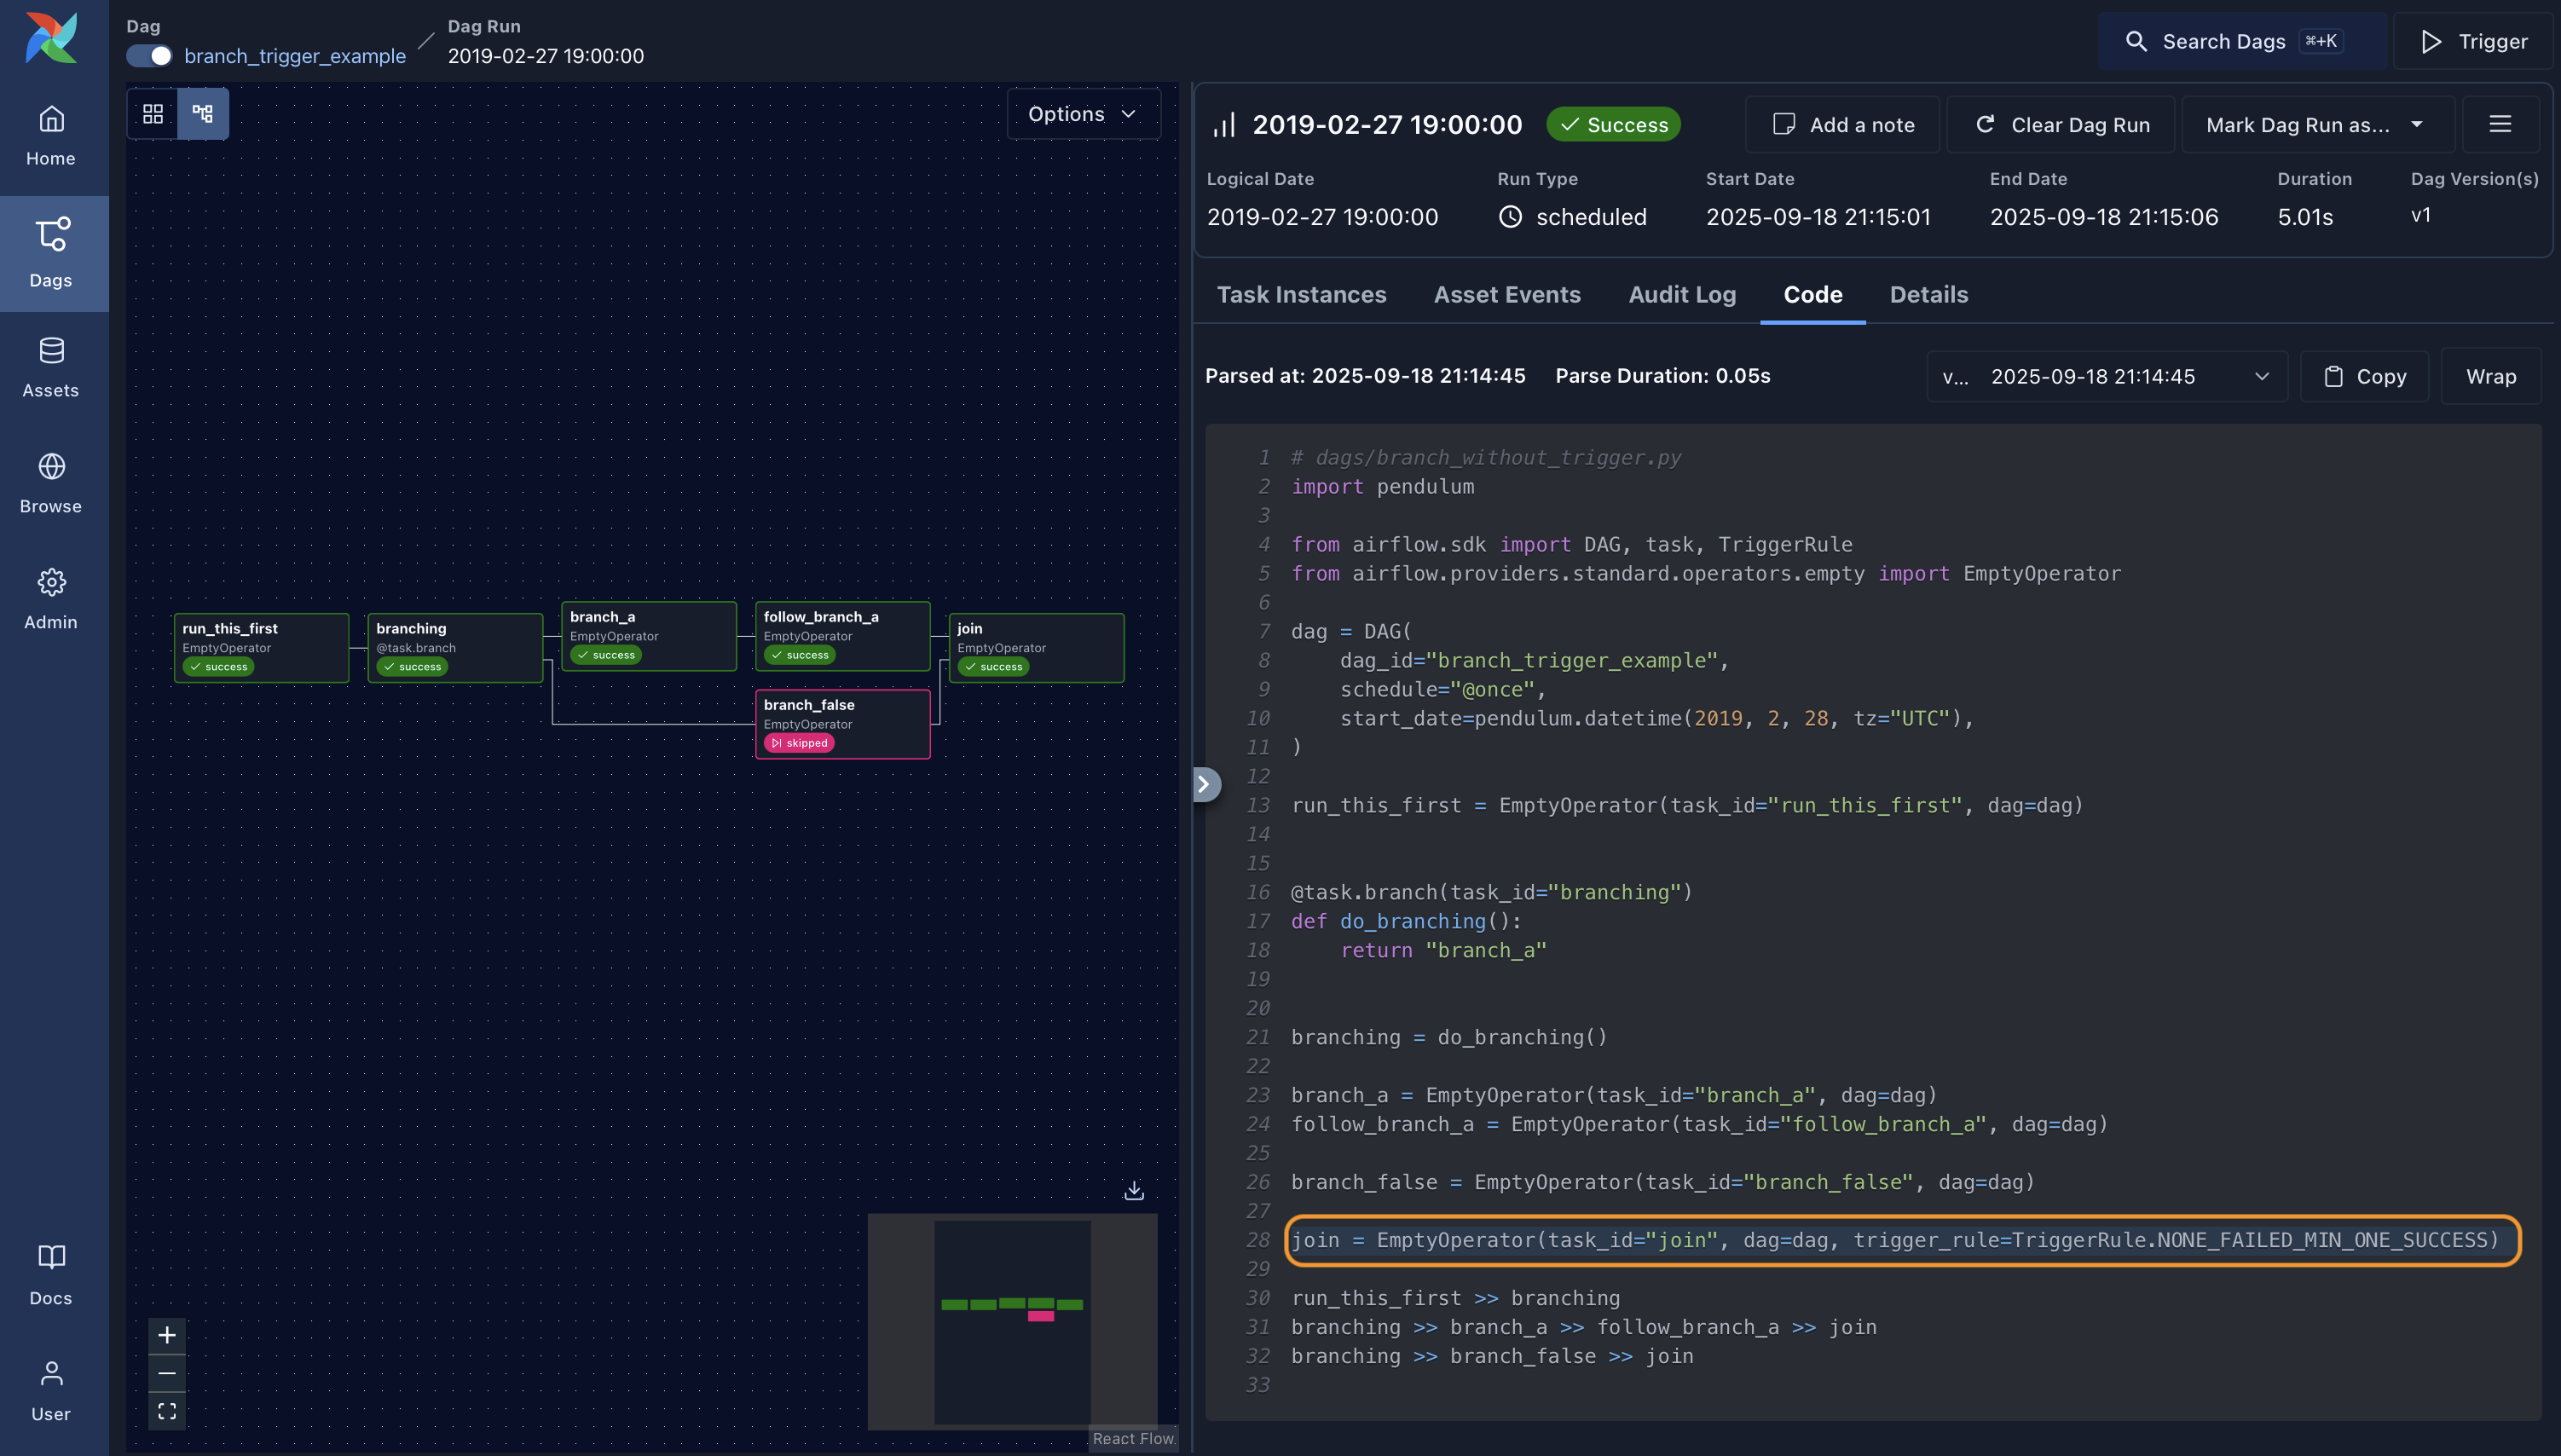 Dag
branch_trigger_example
Dag Run
2019-02-27 19:00:00
Search Dags ⌘+K
Trigger
Home
Dags
Assets
Browse
Admin
Docs
User
Options
run_this_first
EmptyOperator
success
branching
@task.branch
success
branch_a
EmptyOperator
success
follow_branch_a
EmptyOperator
success
branch_false
EmptyOperator
skipped
join
EmptyOperator
success
React Flow
2019-02-27 19:00:00
Success
Add a note
Clear Dag Run
Mark Dag Run as...
Logical Date
2019-02-27 19:00:00
Run Type
scheduled
Start Date
2025-09-18 21:15:01
End Date
2025-09-18 21:15:06
Duration
5.01s
Dag Version(s)
v1
Task Instances
Asset Events
Audit Log
Code
Details
Parsed at: 2025-09-18 21:14:45
Parse Duration: 0.05s
v... 2025-09-18 21:14:45
Copy
Wrap
1 # dags/branch_without_trigger.py
2 import pendulum
3
4 from airflow.sdk import DAG, task, TriggerRule
5 from airflow.providers.standard.operators.empty import EmptyOperator
6
7 dag = DAG(
8     dag_id="branch_trigger_example",
9     schedule="@once",
10     start_date=pendulum.datetime(2019, 2, 28, tz="UTC"),
11 )
12
13 run_this_first = EmptyOperator(task_id="run_this_first", dag=dag)
14
15
16 @task.branch(task_id="branching")
17 def do_branching():
18     return "branch_a"
19
20
21 branching = do_branching()
22
23 branch_a = EmptyOperator(task_id="branch_a", dag=dag)
24 follow_branch_a = EmptyOperator(task_id="follow_branch_a", dag=dag)
25
26 branch_false = EmptyOperator(task_id="branch_false", dag=dag)
27
28 join = EmptyOperator(task_id="join", dag=dag, trigger_rule=TriggerRule.NONE_FAILED_MIN_ONE_SUCCESS)
29
30 run_this_first >> branching
31 branching >> branch_a >> follow_branch_a >> join
32 branching >> branch_false >> join
33